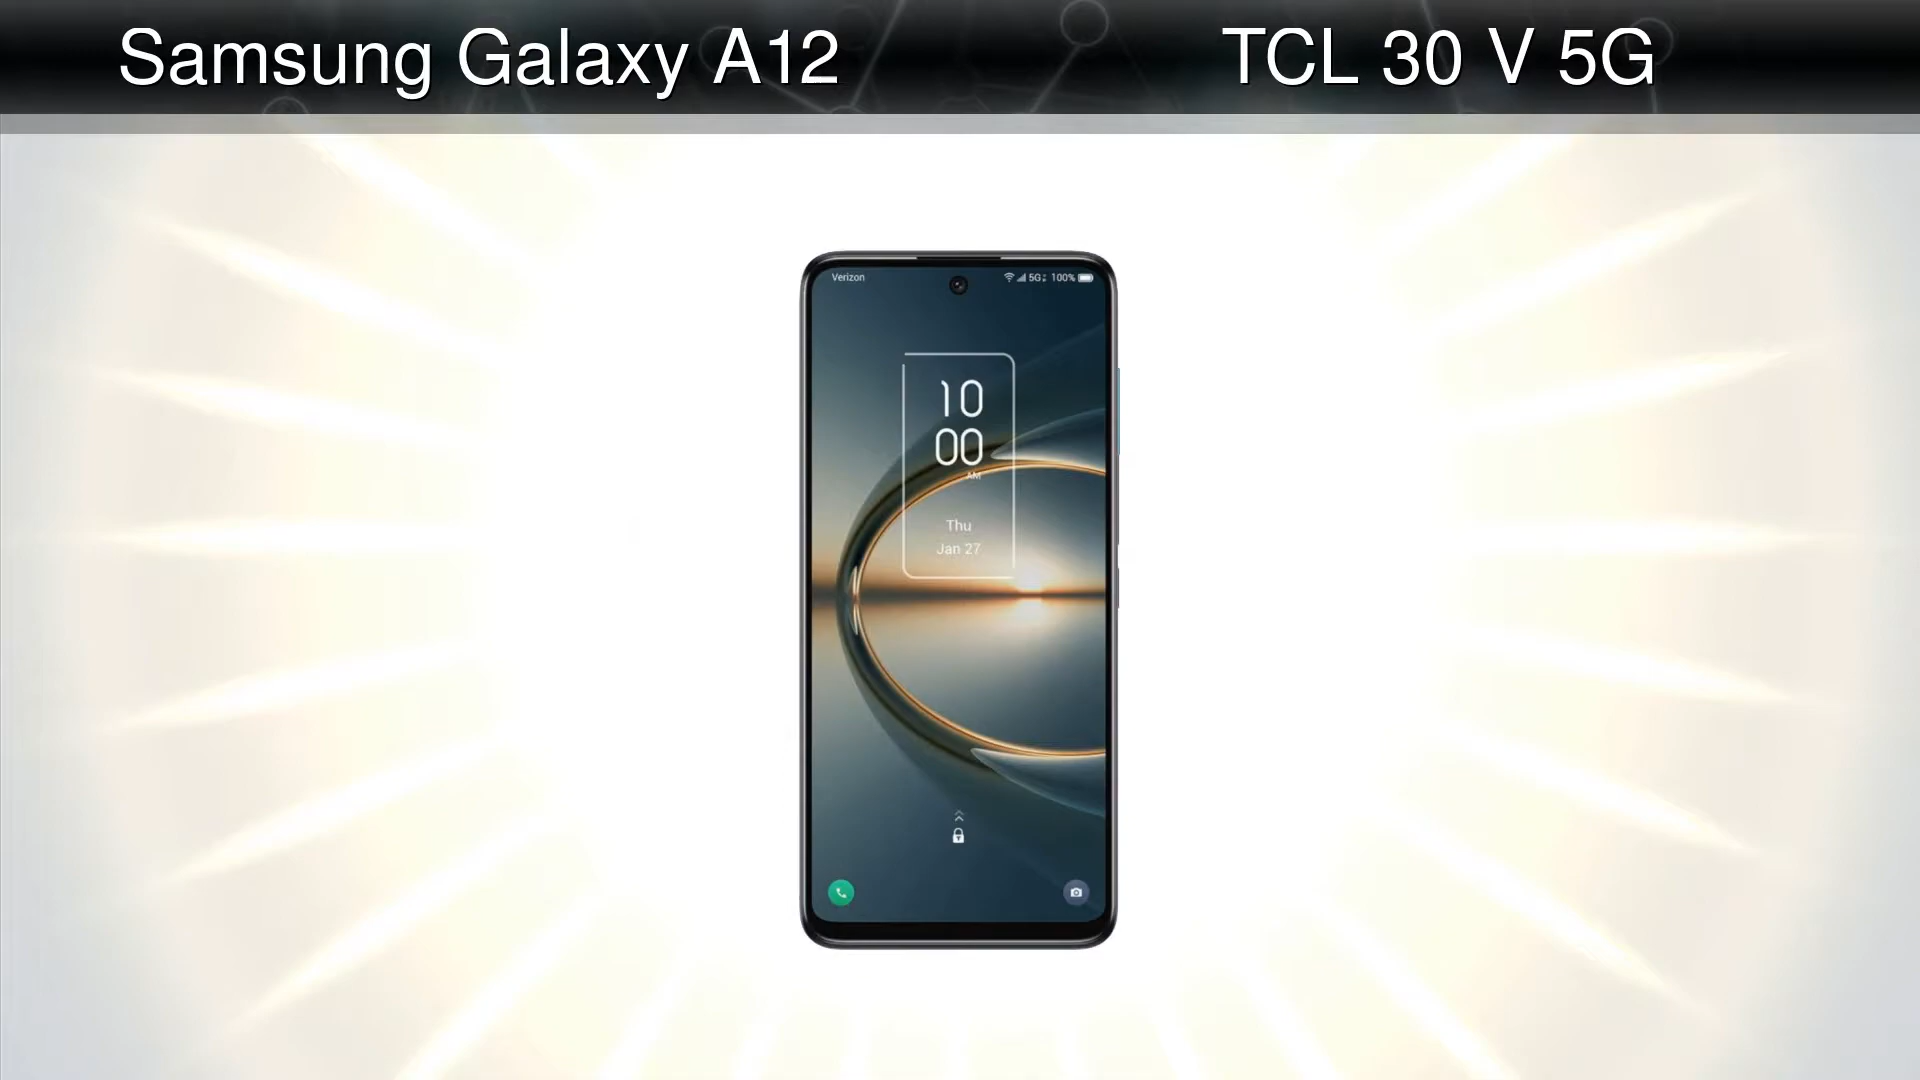 Samsung Galaxy A12
TCL 30 V 5G
Verizon
5G 100%
10
00
AM
Thu
Jan 27